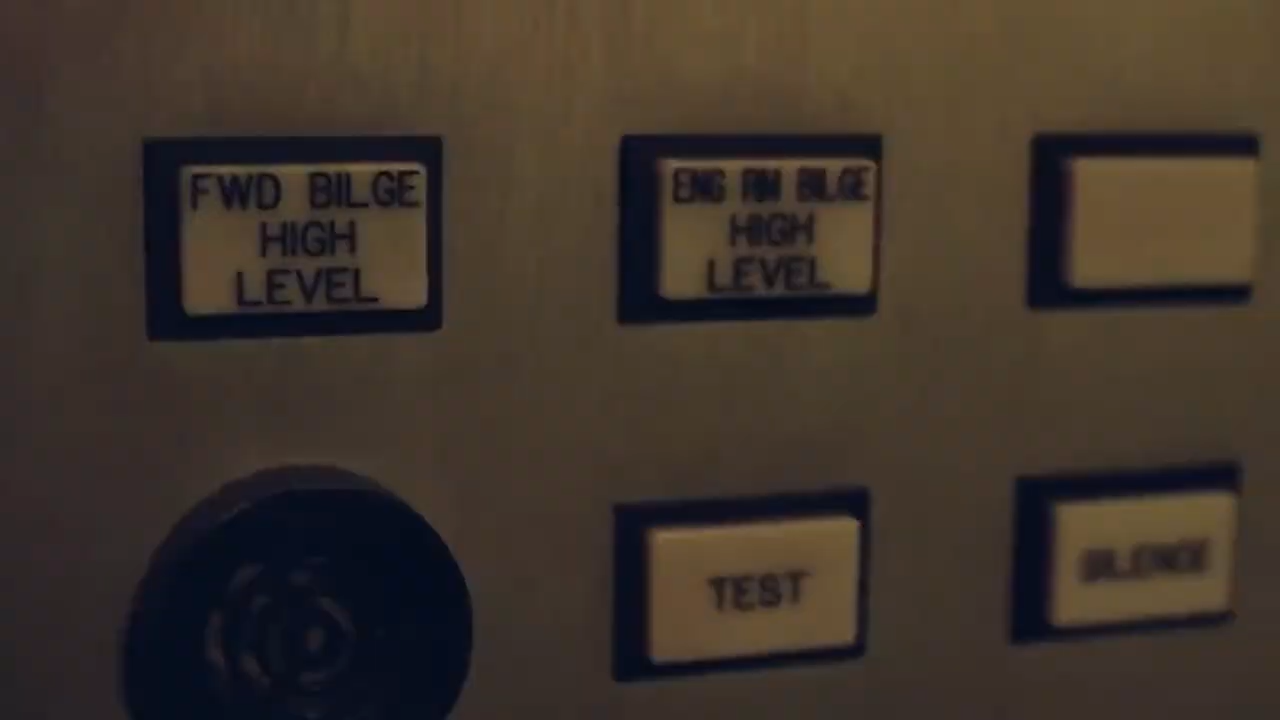 FWD BILGE
HIGH
LEVEL
ENG RM BILGE
HIGH
LEVEL
TEST
SILENCE